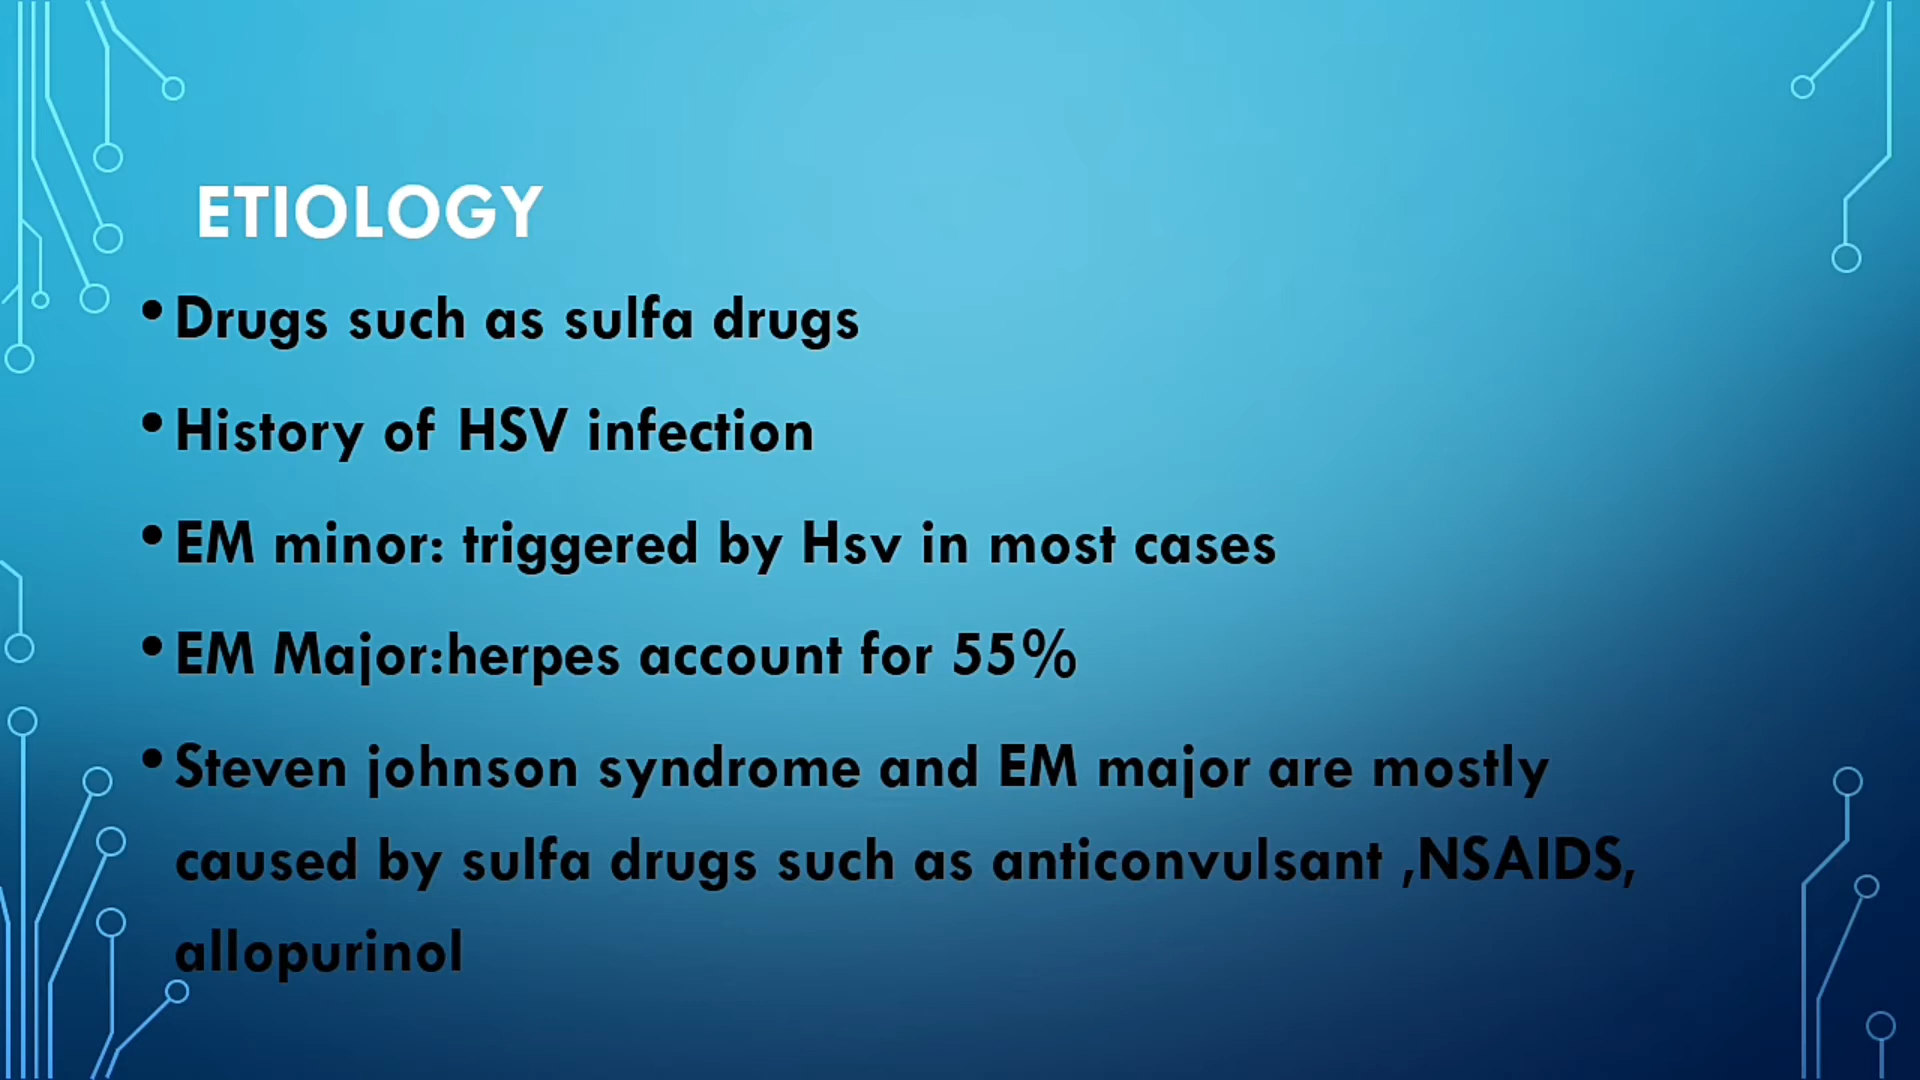 ETIOLOGY
• Drugs such as sulfa drugs
• History of HSV infection
• EM minor: triggered by Hsv in most cases
• EM Major:herpes account for 55%
• Steven johnson syndrome and EM major are mostly
caused by sulfa drugs such as anticonvulsant ,NSAIDS,
allopurinol